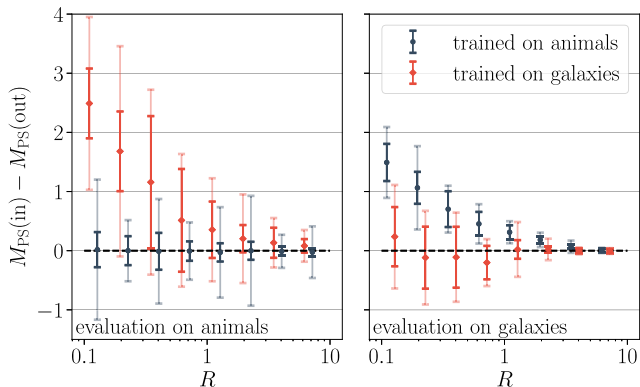 4
3
2
1
0
−1
M_PS(in) − M_PS(out)
evaluation on animals
0.1
1
10
R
trained on animals
trained on galaxies
evaluation on galaxies
0.1
1
10
R